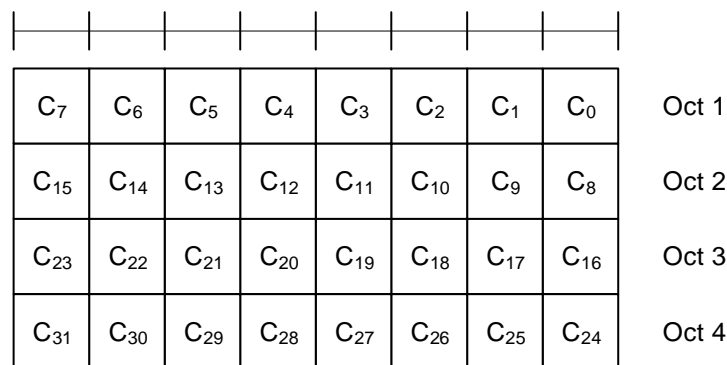 C₇ C₆ C₅ C₄ C₃ C₂ C₁ C₀ Oct 1
C₁₅ C₁₄ C₁₃ C₁₂ C₁₁ C₁₀ C₉ C₈ Oct 2
C₂₃ C₂₂ C₂₁ C₂₀ C₁₉ C₁₈ C₁₇ C₁₆ Oct 3
C₃₁ C₃₀ C₂₉ C₂₈ C₂₇ C₂₆ C₂₅ C₂₄ Oct 4